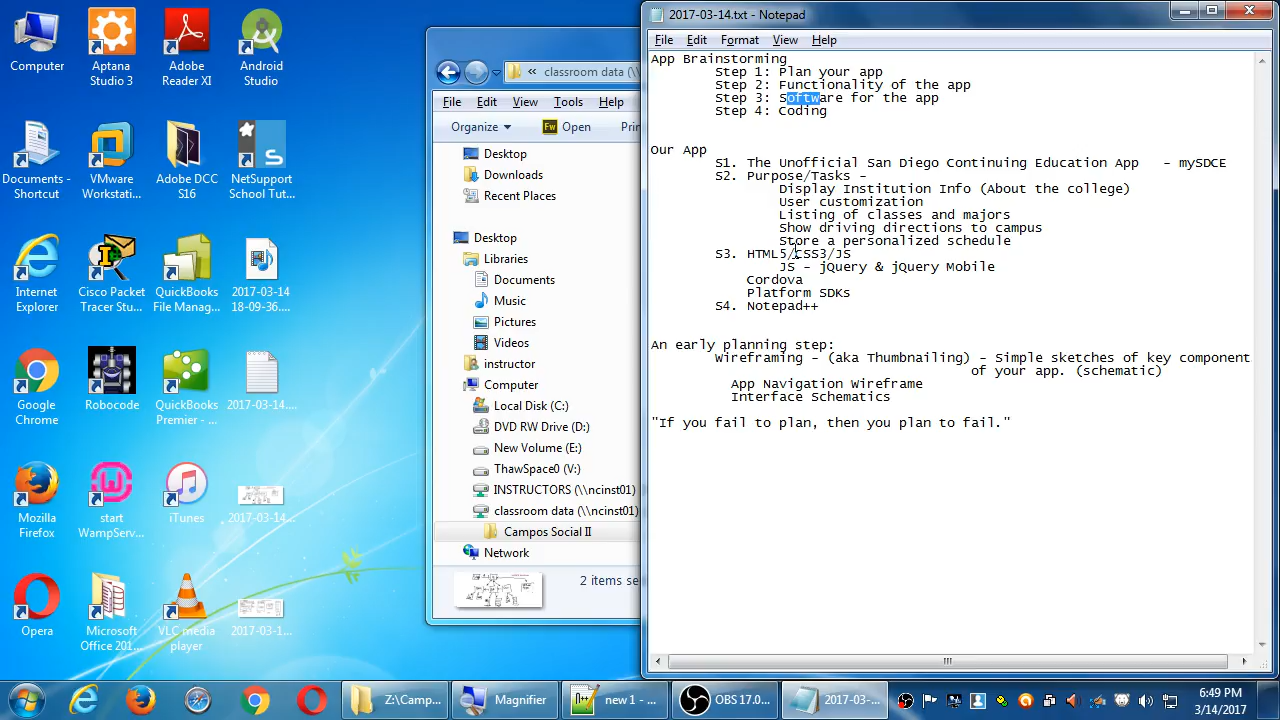 Computer
Aptana Studio 3
Adobe Reader XI
Android Studio
Documents - Shortcut
VMware Workstati...
Adobe DCC S16
NetSupport School Tut...
Internet Explorer
Cisco Packet Tracer Stu...
QuickBooks File Manag...
2017-03-14 18-09-36....
Google Chrome
Robocode
QuickBooks Premier - ...
2017-03-14....
Mozilla Firefox
start WampServ...
iTunes
2017-03-14...
Opera
Microsoft Office 201...
VLC media player
2017-03-1...
« classroom data (\\
File Edit View Tools Help
Organize Fw Open Prin
Desktop
Downloads
Recent Places
Desktop
Libraries
Documents
Music
Pictures
Videos
instructor
Computer
Local Disk (C:)
DVD RW Drive (D:)
New Volume (E:)
ThawSpace0 (V:)
INSTRUCTORS (\\ncinst01)
classroom data (\\ncinst01)
Campos Social II
Network
2 items se
2017-03-14.txt - Notepad
File Edit Format View Help
App Brainstorming
Step 1: Plan your app
Step 2: Functionality of the app
Step 3: Software for the app
Step 4: Coding
Our App
S1. The Unofficial San Diego Continuing Education App - mySDCE
S2. Purpose/Tasks -
Display Institution Info (About the college)
User customization
Listing of classes and majors
Show driving directions to campus
Store a personalized schedule
S3. HTML5/CSS3/JS
JS - jQuery & jQuery Mobile
Cordova
Platform SDKs
S4. Notepad++
An early planning step:
Wireframing - (aka Thumbnailing) - Simple sketches of key component
of your app. (schematic)
App Navigation Wireframe
Interface Schematics
"If you fail to plan, then you plan to fail."
Z:\Camp... Magnifier new 1 - ... OBS 17.0... 2017-03-...
6:49 PM
3/14/2017